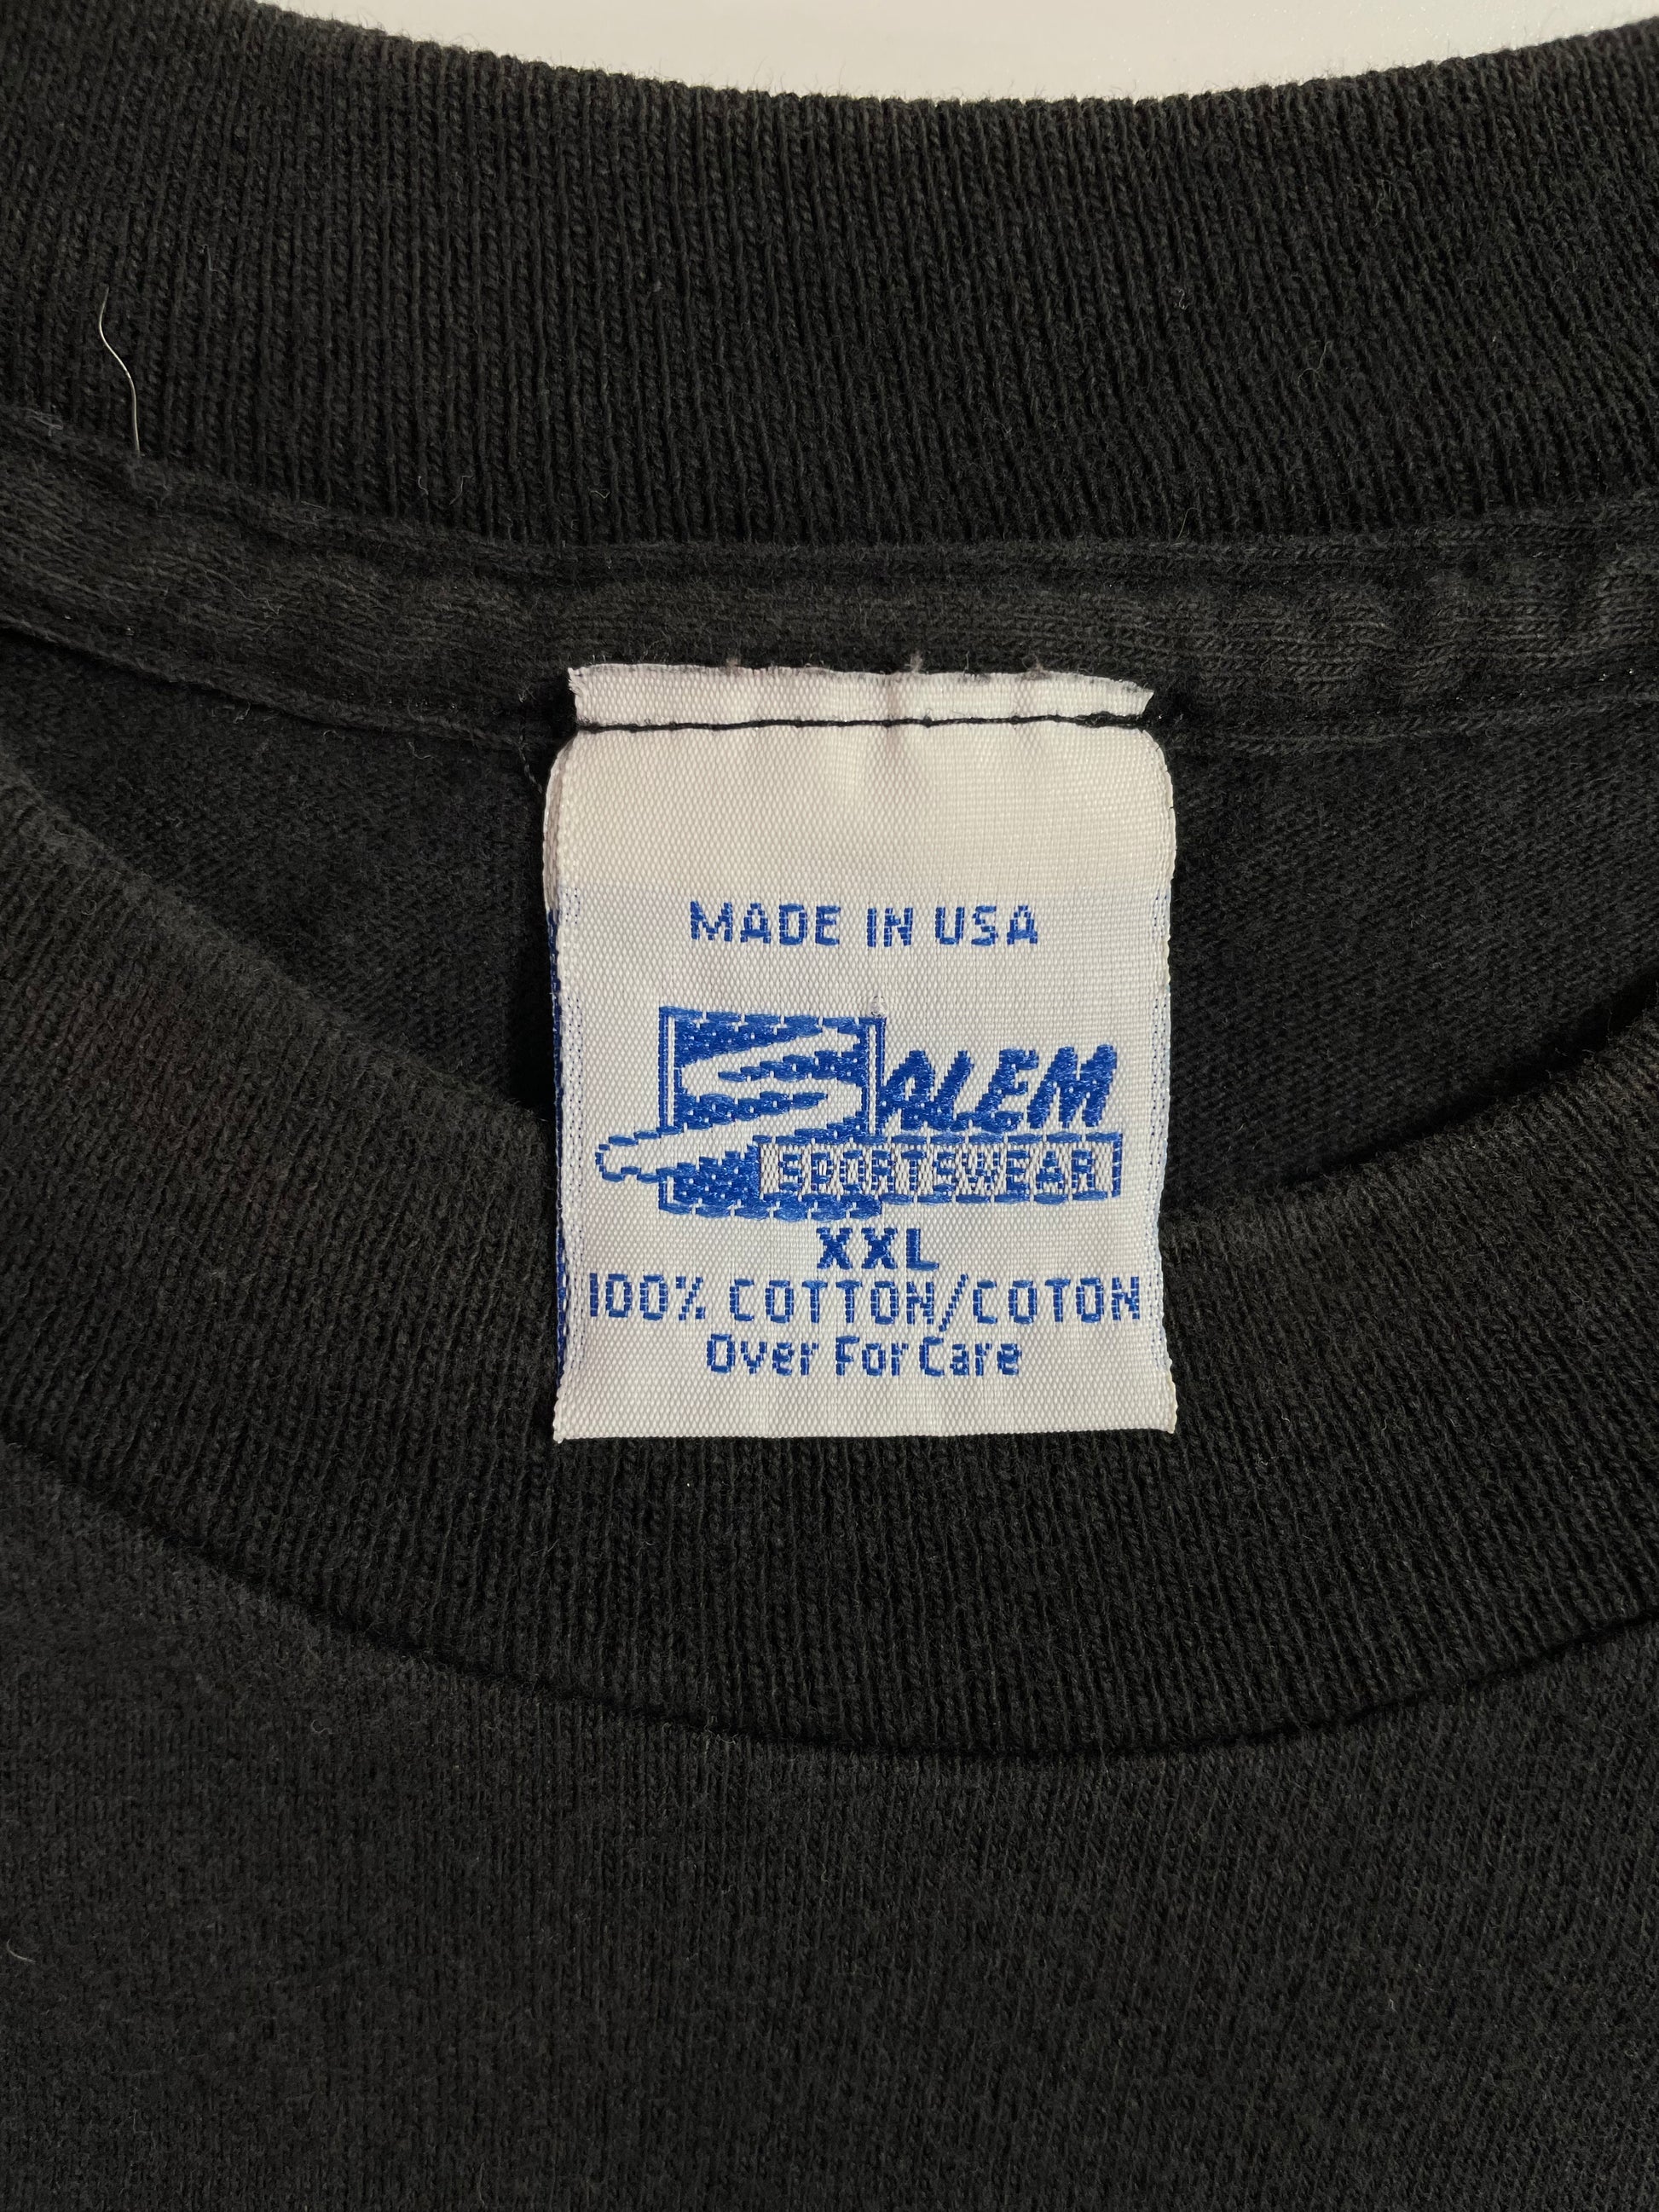 MADE IN USA
SALEM
SPORTSWEAR
XXL
100% COTTON/COTON
Over For Care